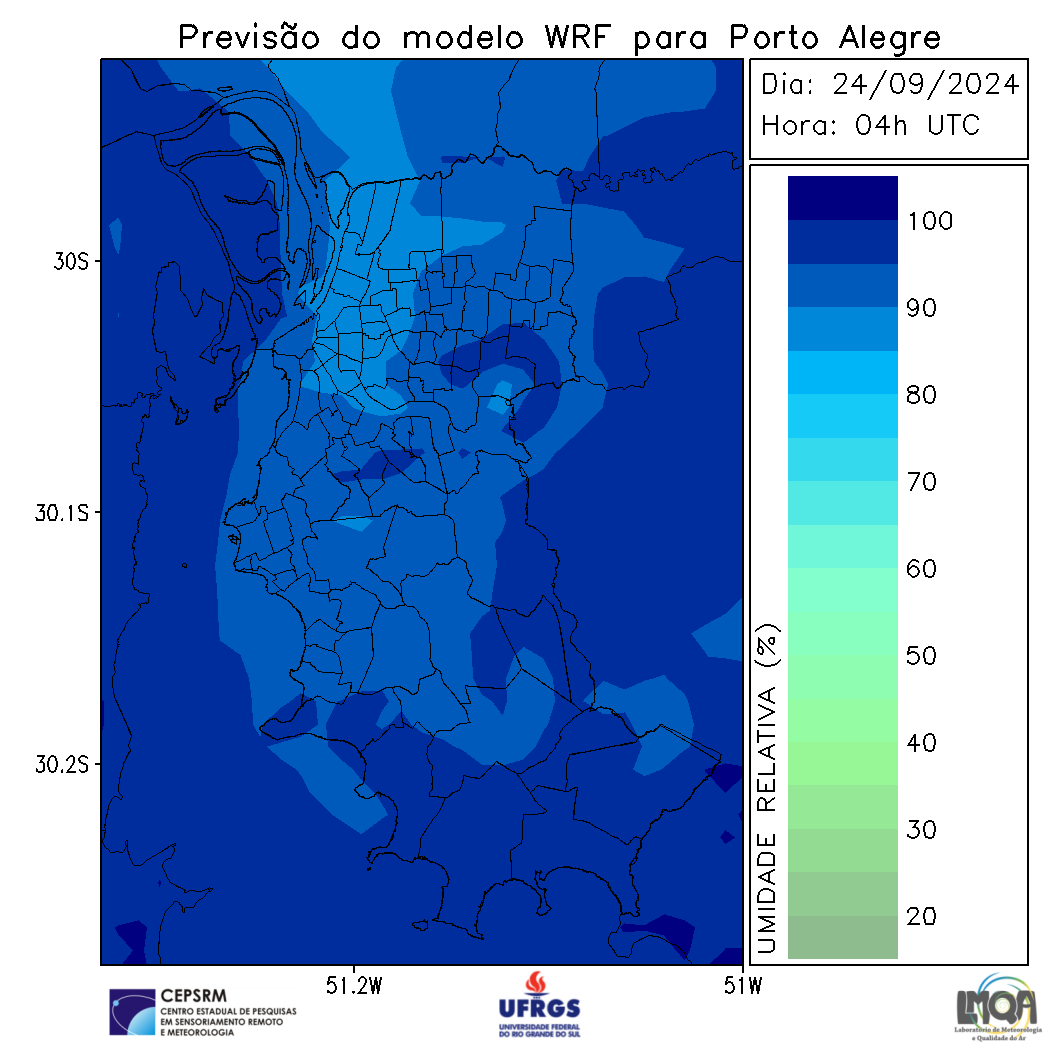 Previsão do modelo WRF para Porto Alegre
Dia: 24/09/2024
Hora: 04h UTC
100
90
80
70
60
50
40
30
20
UMIDADE RELATIVA (%)
30S
30.1S
30.2S
51.2W
51W
CEPSRM
CENTRO ESTADUAL DE PESQUISAS
EM SENSORIAMENTO REMOTO
E METEOROLOGIA
UFRGS
UNIVERSIDADE FEDERAL
DO RIO GRANDE DO SUL
LMQA
Laboratório de Meteorologia
e Qualidade do Ar